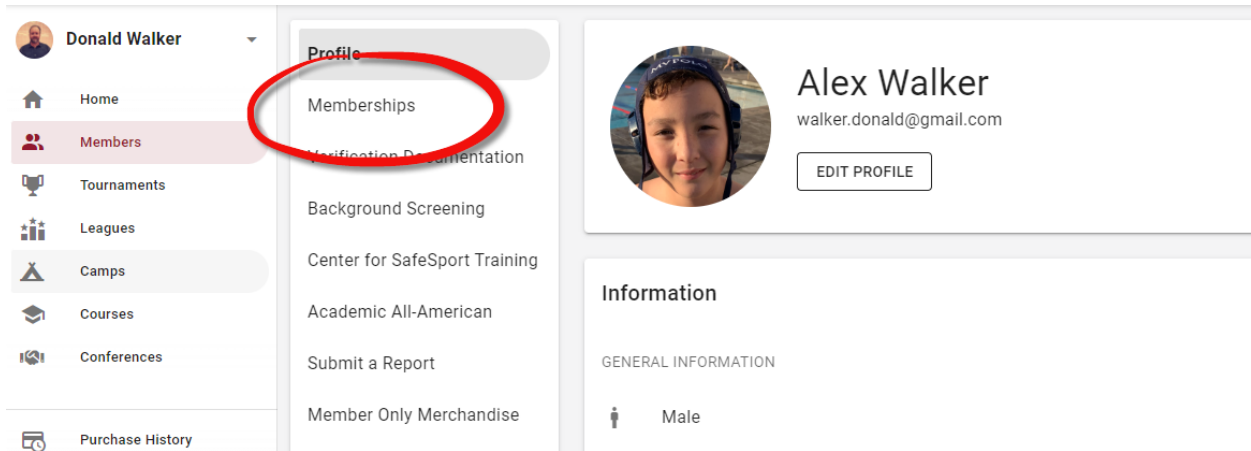 Donald Walker
Home
Members
Tournaments
Leagues
Camps
Courses
Conferences
Purchase History
Profile
Memberships
Verification Documentation
Background Screening
Center for SafeSport Training
Academic All-American
Submit a Report
Member Only Merchandise
MVPOLO
Alex Walker
walker.donald@gmail.com
EDIT PROFILE
Information
GENERAL INFORMATION
Male